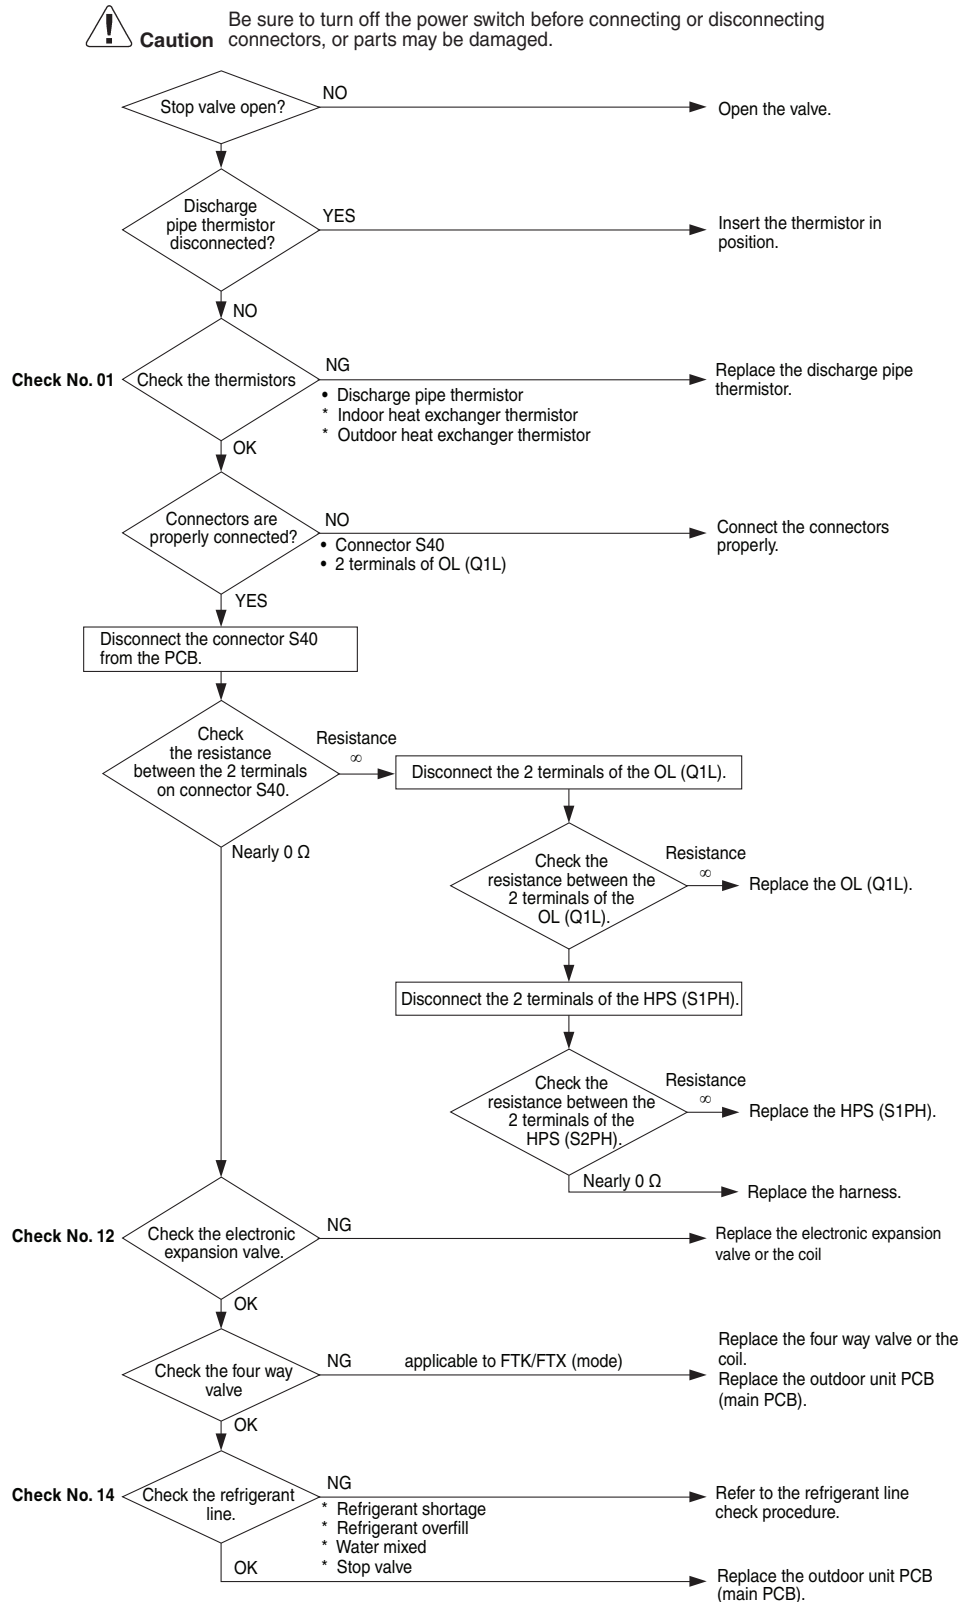 Be sure to turn off the power switch before connecting or disconnecting
Caution connectors, or parts may be damaged.
Stop valve open?
NO
Open the valve.
Discharge
pipe thermistor
disconnected?
YES
Insert the thermistor in
position.
NO
Check No. 01
Check the thermistors
NG
• Discharge pipe thermistor
* Indoor heat exchanger thermistor
* Outdoor heat exchanger thermistor
Replace the discharge pipe
thermistor.
OK
Connectors are
properly connected?
NO
• Connector S40
• 2 terminals of OL (Q1L)
Connect the connectors
properly.
YES
Disconnect the connector S40
from the PCB.
Check
the resistance
between the 2 terminals
on connector S40.
Resistance
∞
Disconnect the 2 terminals of the OL (Q1L).
Nearly 0 Ω
Check the
resistance between the
2 terminals of the
OL (Q1L).
Resistance
∞
Replace the OL (Q1L).
Disconnect the 2 terminals of the HPS (S1PH).
Check the
resistance between the
2 terminals of the
HPS (S2PH).
Resistance
∞
Replace the HPS (S1PH).
Nearly 0 Ω
Replace the harness.
Check No. 12
Check the electronic
expansion valve.
NG
Replace the electronic expansion
valve or the coil
OK
Check the four way
valve
NG
applicable to FTK/FTX (mode)
Replace the four way valve or the
coil.
Replace the outdoor unit PCB
(main PCB).
OK
Check No. 14
Check the refrigerant
line.
NG
* Refrigerant shortage
* Refrigerant overfill
* Water mixed
* Stop valve
Refer to the refrigerant line
check procedure.
OK
Replace the outdoor unit PCB
(main PCB).